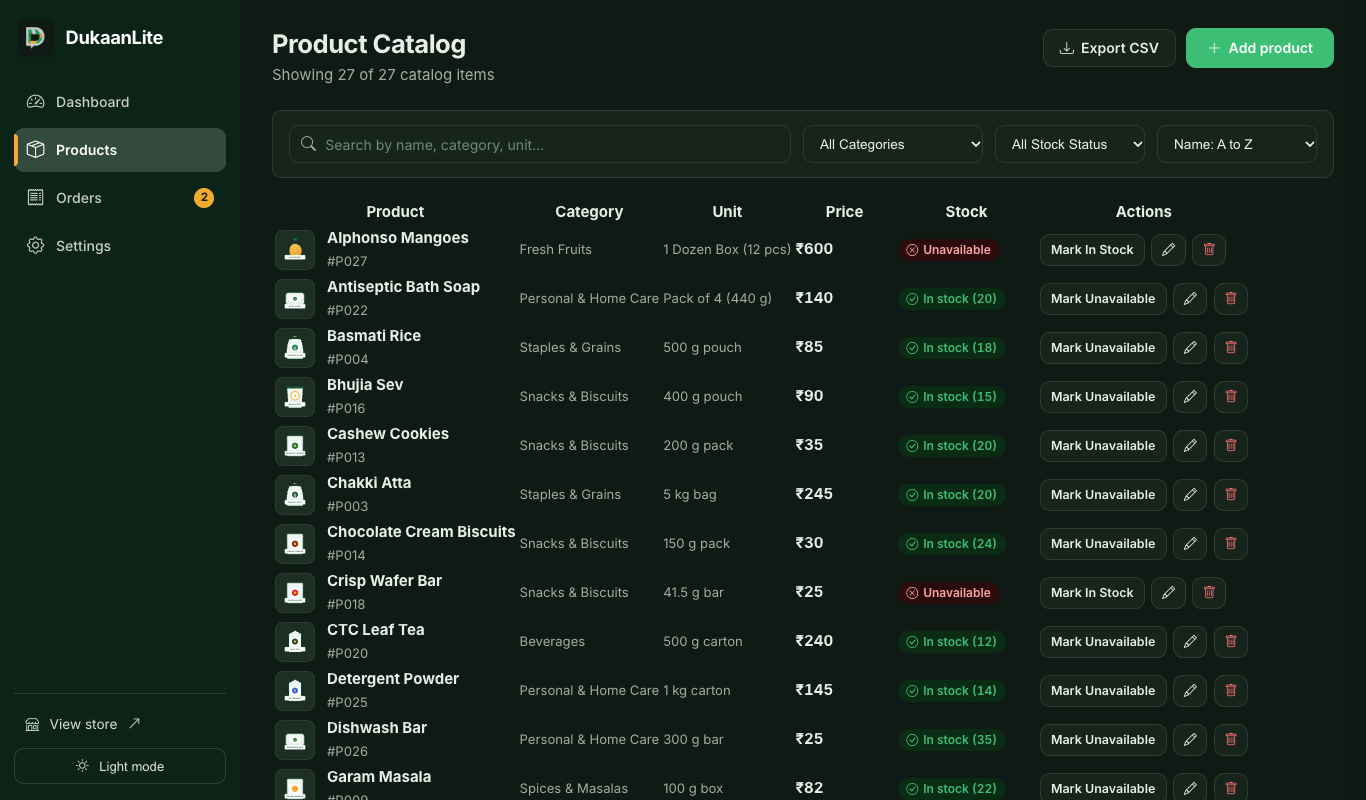 DukaanLite
Dashboard
Products
Orders 2
Settings
View store
Light mode
Product Catalog
Showing 27 of 27 catalog items
Export CSV
Add product
Search by name, category, unit...
All Categories
All Stock Status
Name: A to Z
Product Category Unit Price Stock Actions
Alphonso Mangoes
#P027
Fresh Fruits 1 Dozen Box (12 pcs) ₹600 Unavailable Mark In Stock
Antiseptic Bath Soap
#P022
Personal & Home Care Pack of 4 (440 g) ₹140 In stock (20) Mark Unavailable
Basmati Rice
#P004
Staples & Grains 500 g pouch ₹85 In stock (18) Mark Unavailable
Bhujia Sev
#P016
Snacks & Biscuits 400 g pouch ₹90 In stock (15) Mark Unavailable
Cashew Cookies
#P013
Snacks & Biscuits 200 g pack ₹35 In stock (20) Mark Unavailable
Chakki Atta
#P003
Staples & Grains 5 kg bag ₹245 In stock (20) Mark Unavailable
Chocolate Cream Biscuits
#P014
Snacks & Biscuits 150 g pack ₹30 In stock (24) Mark Unavailable
Crisp Wafer Bar
#P018
Snacks & Biscuits 41.5 g bar ₹25 Unavailable Mark In Stock
CTC Leaf Tea
#P020
Beverages 500 g carton ₹240 In stock (12) Mark Unavailable
Detergent Powder
#P025
Personal & Home Care 1 kg carton ₹145 In stock (14) Mark Unavailable
Dishwash Bar
#P026
Personal & Home Care 300 g bar ₹25 In stock (35) Mark Unavailable
Garam Masala
Spices & Masalas 100 g box ₹82 In stock (22) Mark Unavailable